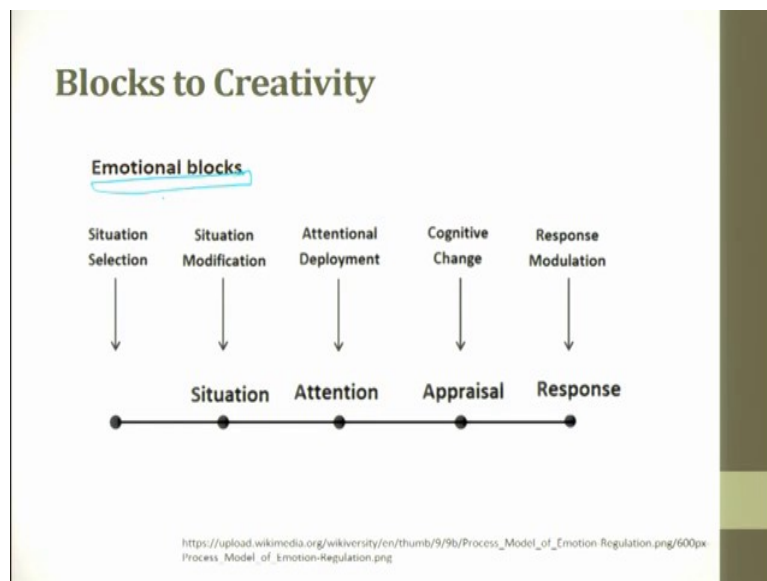 Blocks to Creativity
Emotional blocks
Situation Situation Attentional Cognitive Response
Selection Modification Deployment Change Modulation
Situation Attention Appraisal Response
https://upload.wikimedia.org/wikiversity/en/thumb/9/9b/Process_Model_of_Emotion-Regulation.png/600px-
Process_Model_of_Emotion-Regulation.png